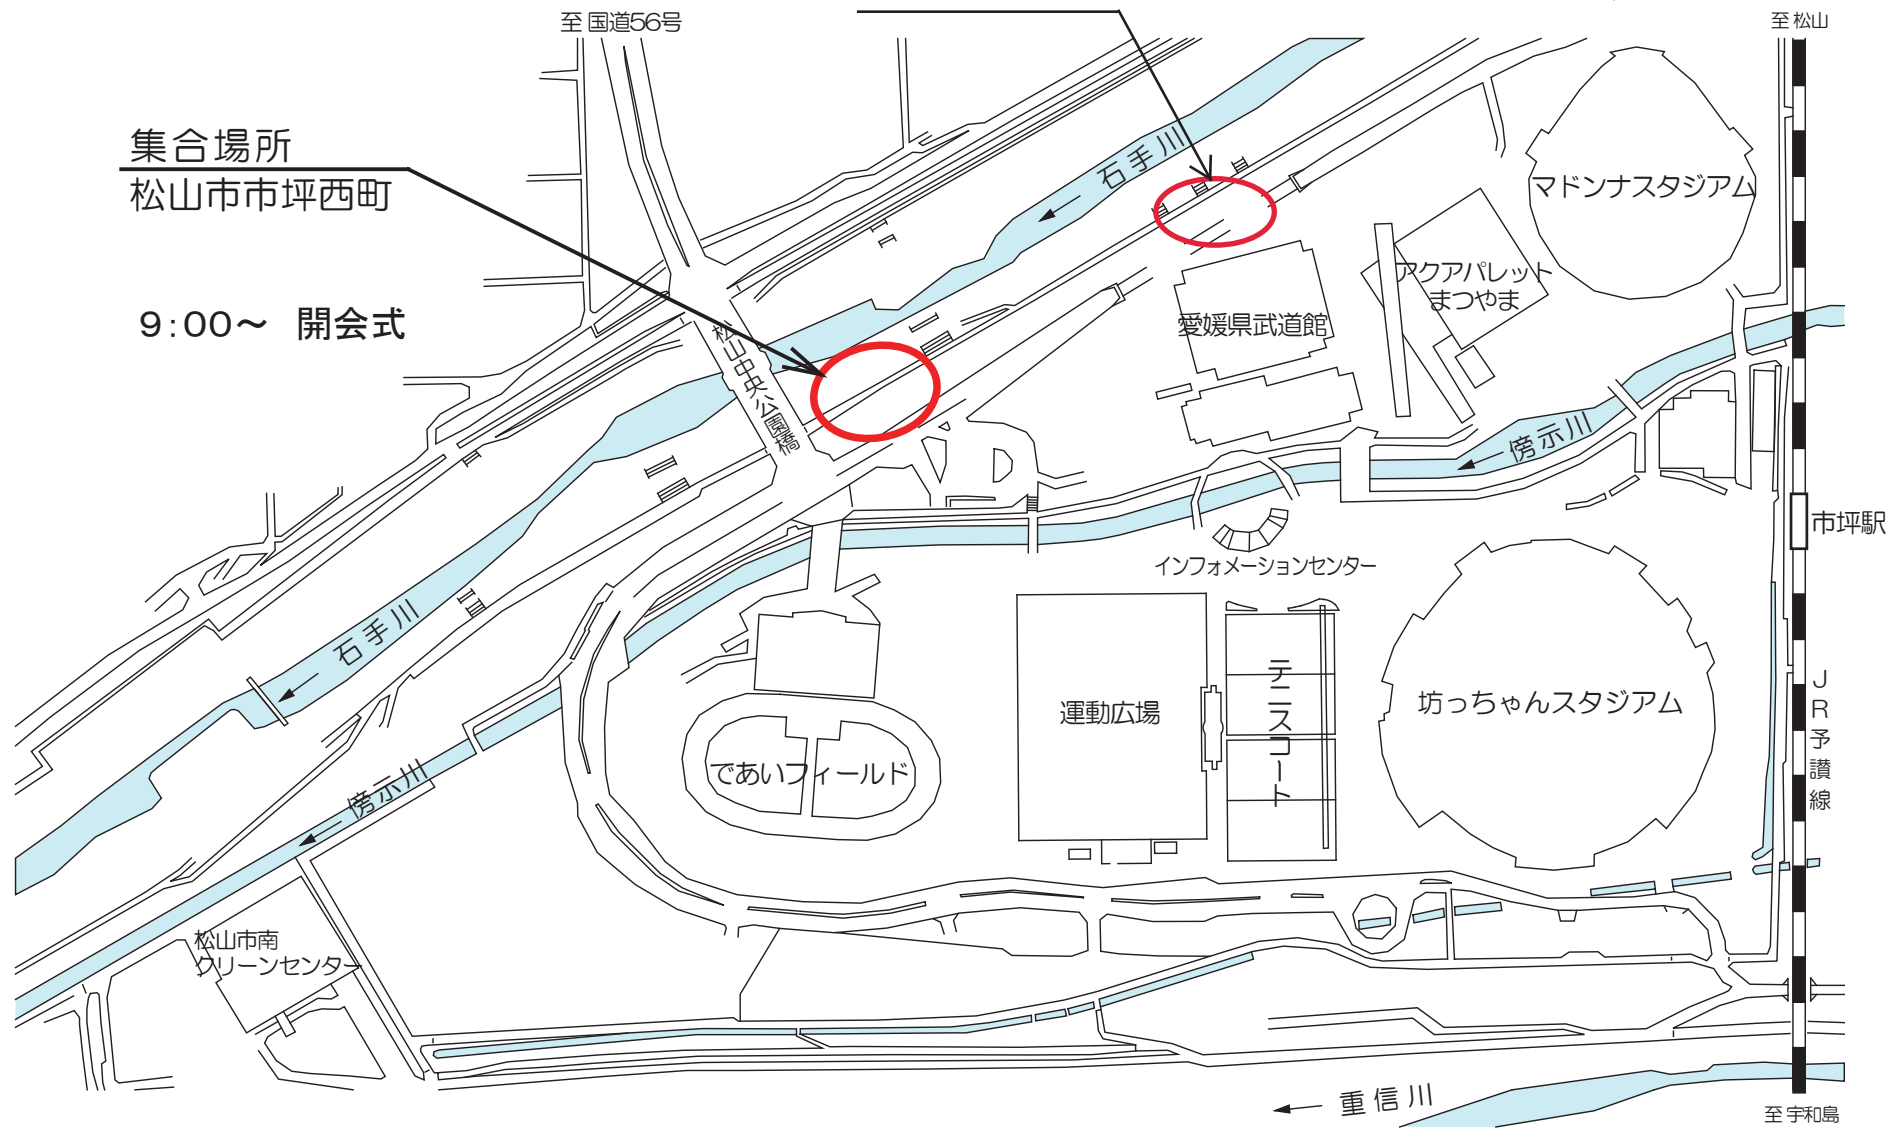 至 国道56号
至 松山
集合場所
松山市市坪西町
9:00～ 開会式
石手川
マドンナスタジアム
アクアパレット
まつやま
愛媛県武道館
松山中央公園橋
傍示川
市坪駅
インフォメーションセンター
石手川
テニスコート
運動広場
坊っちゃんスタジアム
JR予讃線
であいフィールド
傍示川
松山市南
クリーンセンター
重信川
至 宇和島